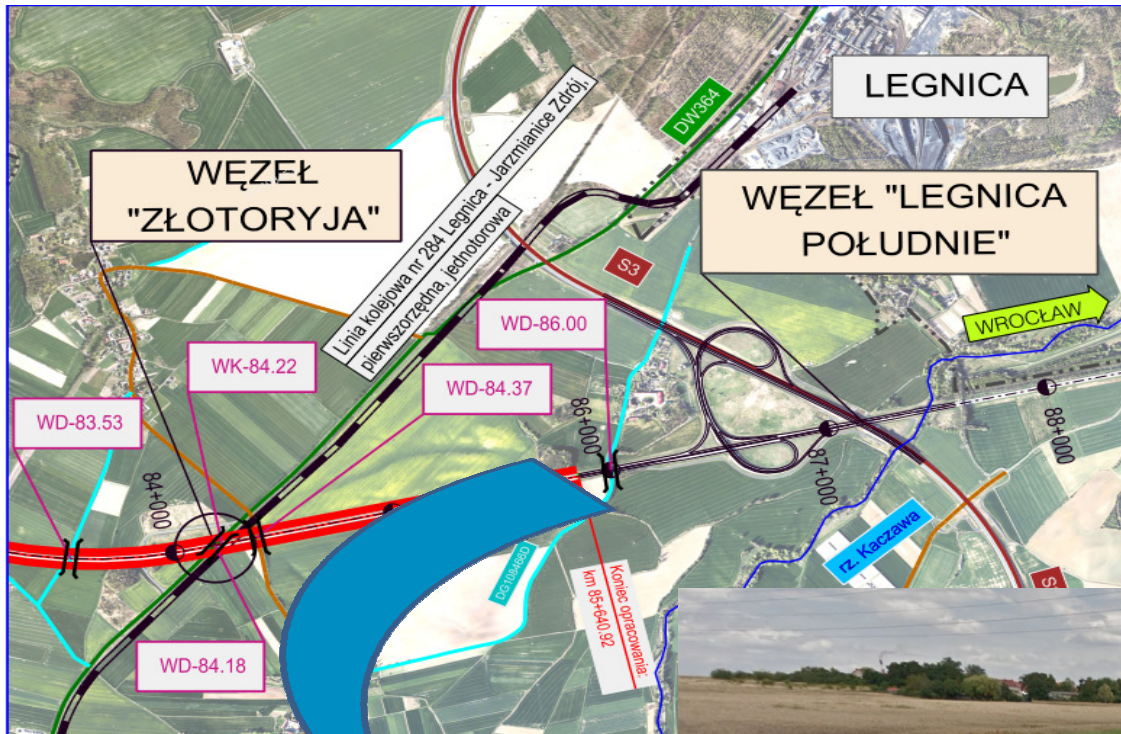 LEGNICA
DW364
WĘZEŁ
"ZŁOTORYJA"
Linia kolejowa nr 284 Legnica - Jarzmianice Zdrój,
pierwszorzędna, jednotorowa
WĘZEŁ "LEGNICA
POŁUDNIE"
S3
WROCŁAW
WD-86.00
WK-84.22
WD-84.37
WD-83.53
84+000
86+000
87+000
88+000
rz. Kaczawa
DG108466D
Koniec opracowania:
km 85+640.92
S
WD-84.18